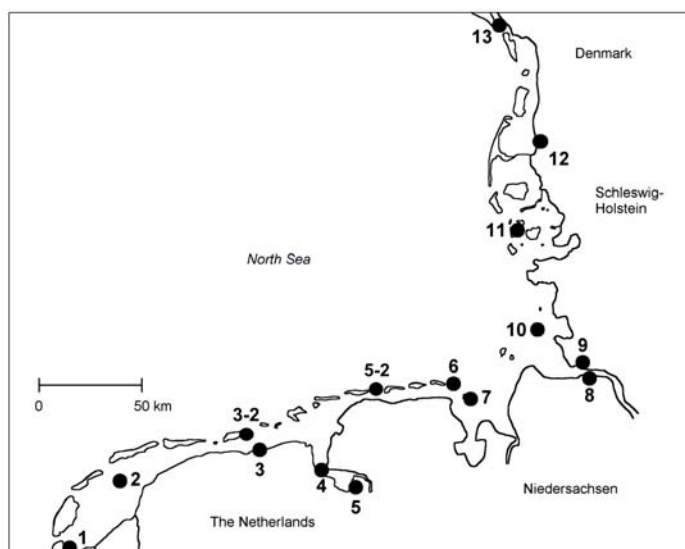 13
Denmark
12
Schleswig-
Holstein
11
North Sea
10
9
6
5-2
8
7
0
50 km
3-2
3
4
2
5
Niedersachsen
The Netherlands
1